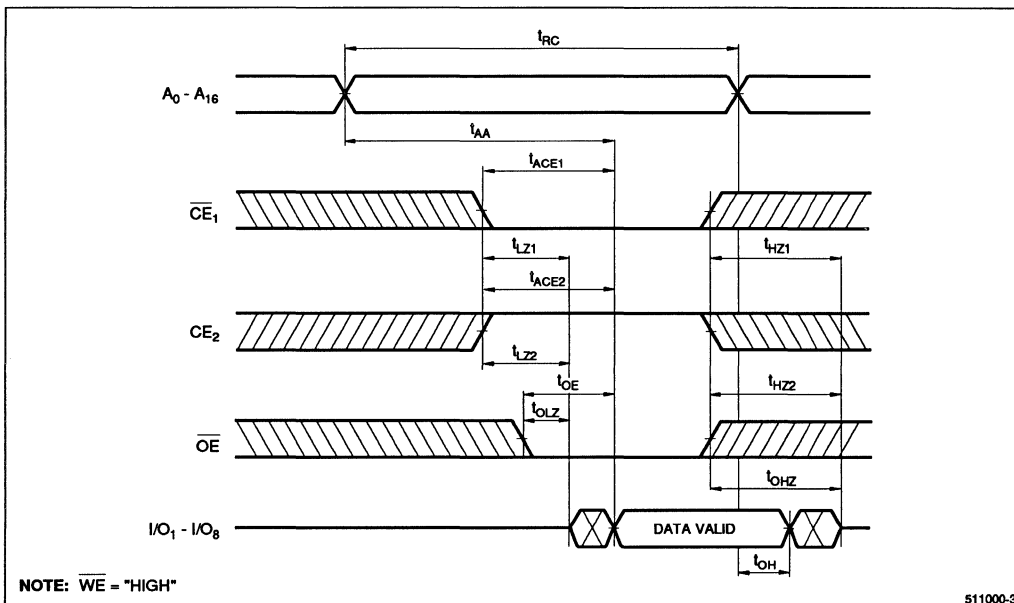 tRC
A0 - A16
tAA
tACE1
CE1
tLZ1
tHZ1
tACE2
CE2
tLZ2
tOE
tHZ2
tOLZ
OE
tOHZ
I/O1 - I/O8
DATA VALID
tOH
NOTE: WE = "HIGH"
511000-3